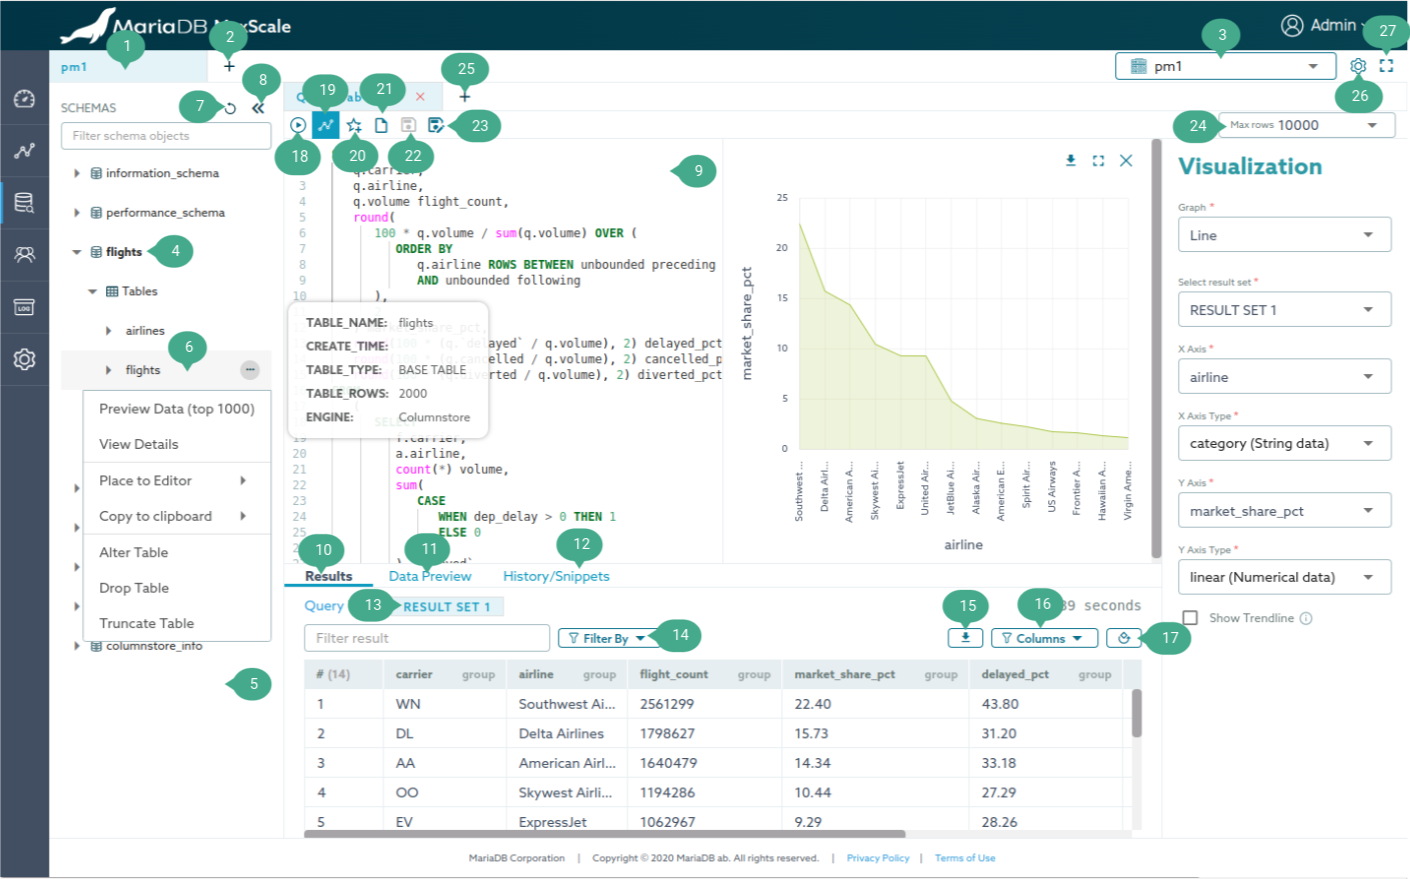 MariaDB MaxScale
Admin
1
2
3
27
pm1
+
pm1
26
SCHEMAS
7
8
Filter schema objects
information_schema
performance_schema
flights
4
Tables
airlines
6
flights
...
Preview Data (top 1000)
View Details
Place to Editor
Copy to clipboard
Alter Table
Drop Table
Truncate Table
columnstore_info
5
19
21
25
18
20
22
23
24
Max rows 10000
9
q.carrier,
3 q.airline,
4 q.volume flight_count,
5 round(
6 100 * q.volume / sum(q.volume) OVER (
7 ORDER BY
8 q.airline ROWS BETWEEN unbounded preceding
9 AND unbounded following
10 ),
TABLE_NAME: flights
CREATE_TIME:
TABLE_TYPE: BASE TABLE
TABLE_ROWS: 2000
ENGINE: Columnstore
market_share_pct,
(100 * (q.`delayed` / q.volume), 2) delayed_pct
round(100 * (q.cancelled / q.volume), 2) cancelled_p
(q.diverted / q.volume), 2) diverted_pct
SELECT
19 f.carrier,
20 a.airline,
21 count(*) volume,
22 sum(
23 CASE
24 WHEN dep_delay > 0 THEN 1
25 ELSE 0
25
20
15
10
5
0
market_share_pct
Southwest ...
Delta Airl...
American A...
Skywest Ai...
ExpressJet
United Air...
JetBlue Ai...
Alaska Air...
American E...
Spirit Air...
US Airways
Frontier A...
Hawaiian A...
Virgin Ame...
airline
Visualization
Graph *
Line
Select result set *
RESULT SET 1
X Axis *
airline
X Axis Type *
category (String data)
Y Axis *
market_share_pct
Y Axis Type *
linear (Numerical data)
Show Trendline
10
11
12
Results
Data Preview
History/Snippets
Query
13
RESULT SET 1
15
16
39 seconds
Filter result
Filter By
14
Columns
17
# (14) carrier group airline group flight_count group market_share_pct group delayed_pct group
1 WN Southwest Ai... 2561299 22.40 43.80
2 DL Delta Airlines 1798627 15.73 31.20
3 AA American Airl... 1640479 14.34 33.18
4 OO Skywest Airli... 1194286 10.44 27.29
5 EV ExpressJet 1062967 9.29 28.26
MariaDB Corporation | Copyright © 2020 MariaDB ab. All rights reserved. | Privacy Policy | Terms of Use